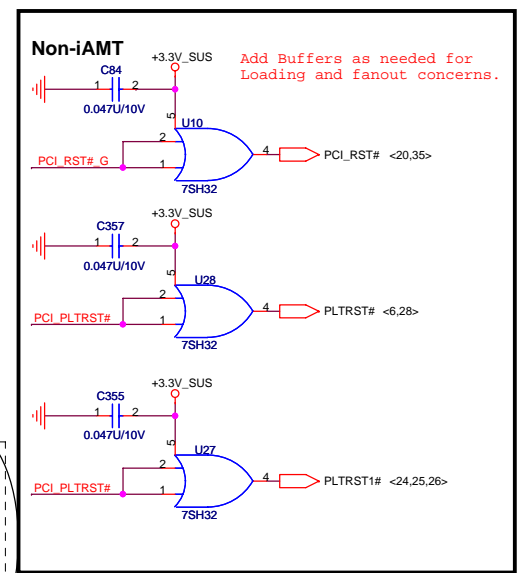 Non-iAMT
+3.3V_SUS
Add Buffers as needed for
Loading and fanout concerns.
C84
1 2
0.047U/10V
5
U10
2
PCI_RST#_G
1
4
PCI_RST# <20,35>
7SH32
+3.3V_SUS
C357
1 2
0.047U/10V
5
U28
2
PCI_PLTRST#
1
4
PLTRST# <6,28>
7SH32
+3.3V_SUS
C355
1 2
0.047U/10V
5
U27
2
PCI_PLTRST#
1
4
PLTRST1# <24,25,26>
7SH32